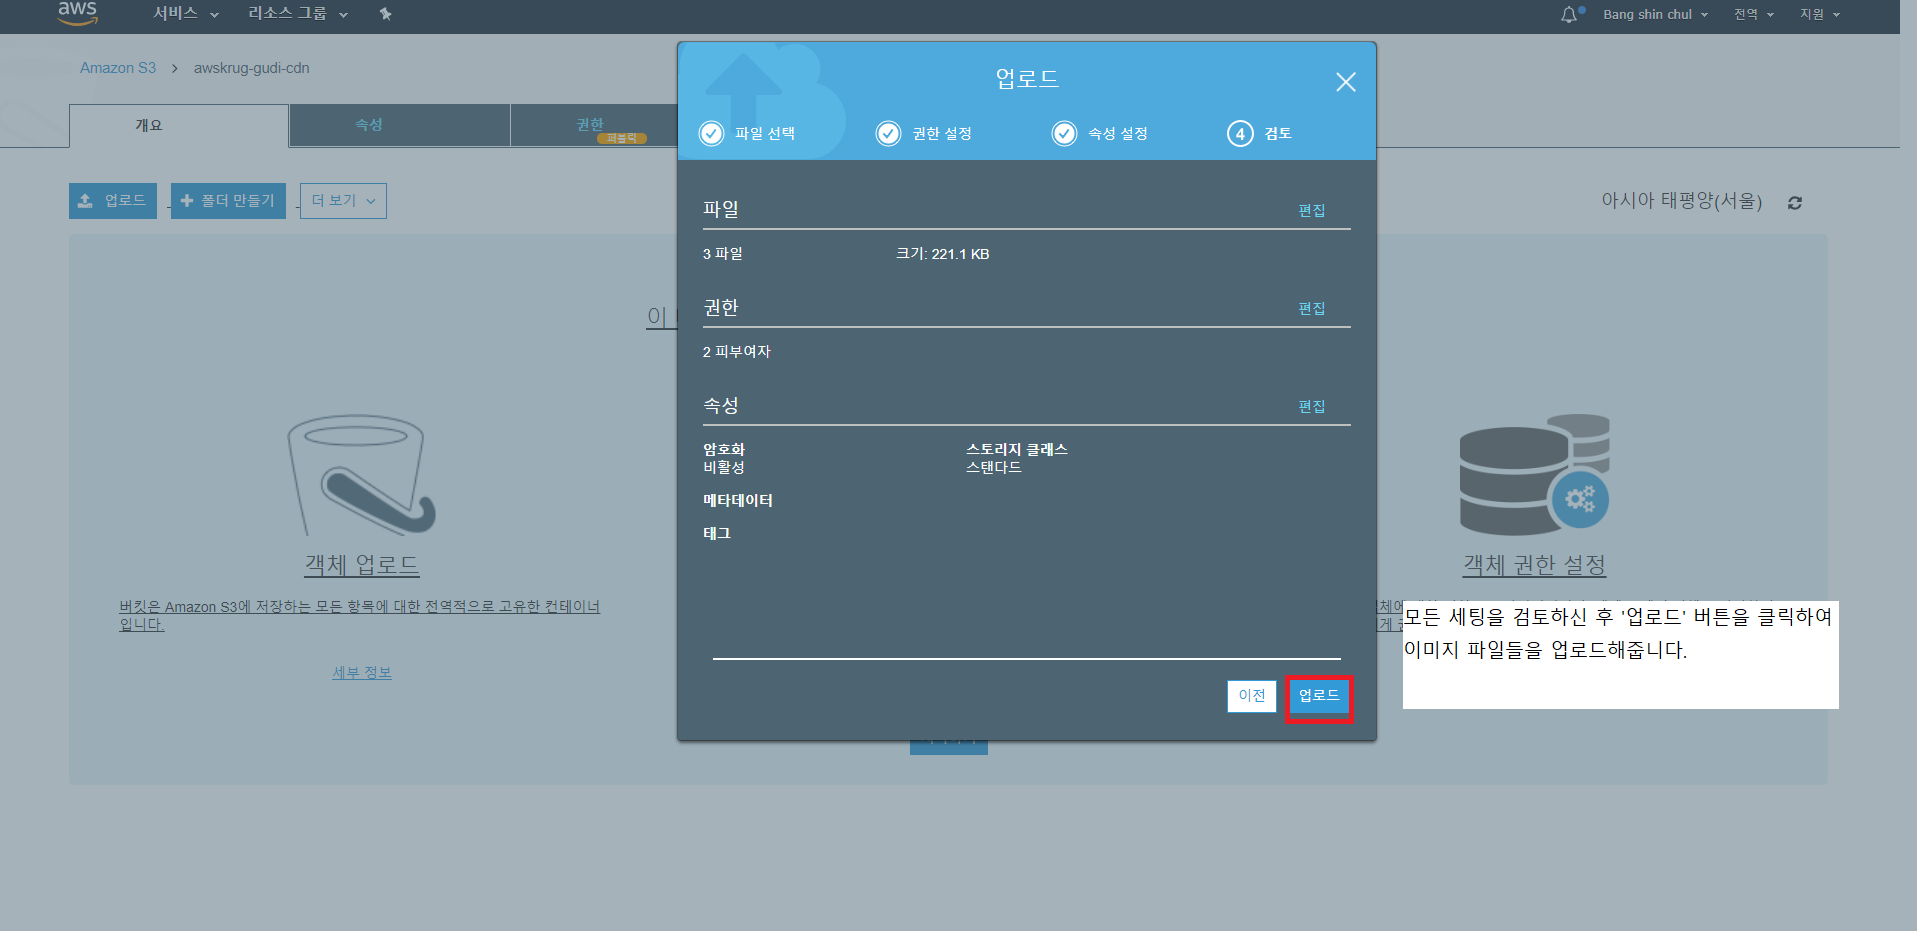 aws
서비스
리소스 그룹
Bang shin chul
전역
지원
Amazon S3
awskrug-gudi-cdn
개요
속성
권한
퍼블릭
업로드
폴더 만들기
더 보기
아시아 태평양(서울)
이
객체 업로드
버킷은 Amazon S3에 저장하는 모든 항목에 대한 전역적으로 고유한 컨테이너
입니다.
세부 정보
객체 권한 설정
업로드
파일 선택
권한 설정
속성 설정
4 검토
파일
편집
3 파일
크기: 221.1 KB
권한
편집
2 피부여자
속성
편집
암호화
비활성
스토리지 클래스
스탠다드
메타데이터
태그
이전
업로드
모든 세팅을 검토하신 후 '업로드' 버튼을 클릭하여
이미지 파일들을 업로드해줍니다.